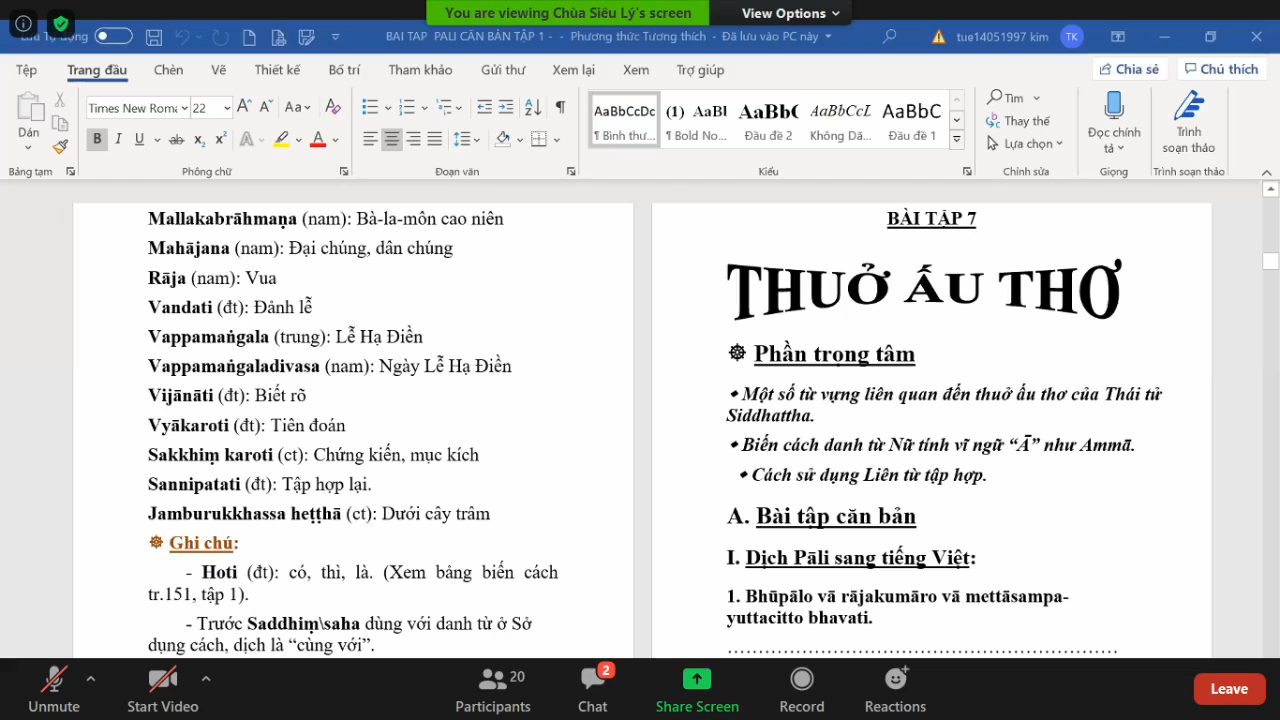 You are viewing Chùa Siêu Lý's screen
View Options
BAI TAP PALI CĂN BẢN TẬP 1 - - Phương thức Tương thích - Đã lưu vào PC này
tue14051997 kim
TK
Tệp Trang đầu Chèn Vẽ Thiết kế Bố trí Tham khảo Gửi thư Xem lại Xem Trợ giúp
Chia sẻ Chú thích
Dán
Times New Roma 22
AaBbCcDc (1) AaBl AaBb( AaBbCcL AaBbC
¶ Bình thư... ¶ Bold No... Đầu đề 2 Không Dã... Đầu đề 1
Tìm
Thay thế
Lựa chọn
Đọc chính tả
Trình soạn thảo
Bảng tạm Phông chữ Đoạn văn Kiểu Chỉnh sửa Giọng Trình soạn thảo
Mallakabrāhmaṇa (nam): Bà-la-môn cao niên
Mahājana (nam): Đại chúng, dân chúng
Rāja (nam): Vua
Vandati (đt): Đảnh lễ
Vappamaṅgala (trung): Lễ Hạ Điền
Vappamaṅgaladivasa (nam): Ngày Lễ Hạ Điền
Vijānāti (đt): Biết rõ
Vyākaroti (đt): Tiên đoán
Sakkhiṃ karoti (ct): Chứng kiến, mục kích
Sannipatati (đt): Tập hợp lại.
Jamburukkhassa heṭṭhā (ct): Dưới cây trâm
Ghi chú:
- Hoti (đt): có, thì, là. (Xem bảng biến cách
tr.151, tập 1).
- Trước Saddhiṃ\saha dùng với danh từ ở Sở
dụng cách, dịch là “cùng với”.
BÀI TẬP 7
THUỞ ẤU THƠ
Phần trọng tâm
Một số từ vựng liên quan đến thuở ấu thơ của Thái tử
Siddhattha.
Biến cách danh từ Nữ tính vĩ ngữ “Ā” như Ammā.
Cách sử dụng Liên từ tập hợp.
A. Bài tập căn bản
I. Dịch Pāli sang tiếng Việt:
1. Bhūpālo vā rājakumāro vā mettāsampa-
yuttacitto bhavati.
Unmute Start Video Participants 20 Chat 2 Share Screen Record Reactions Leave